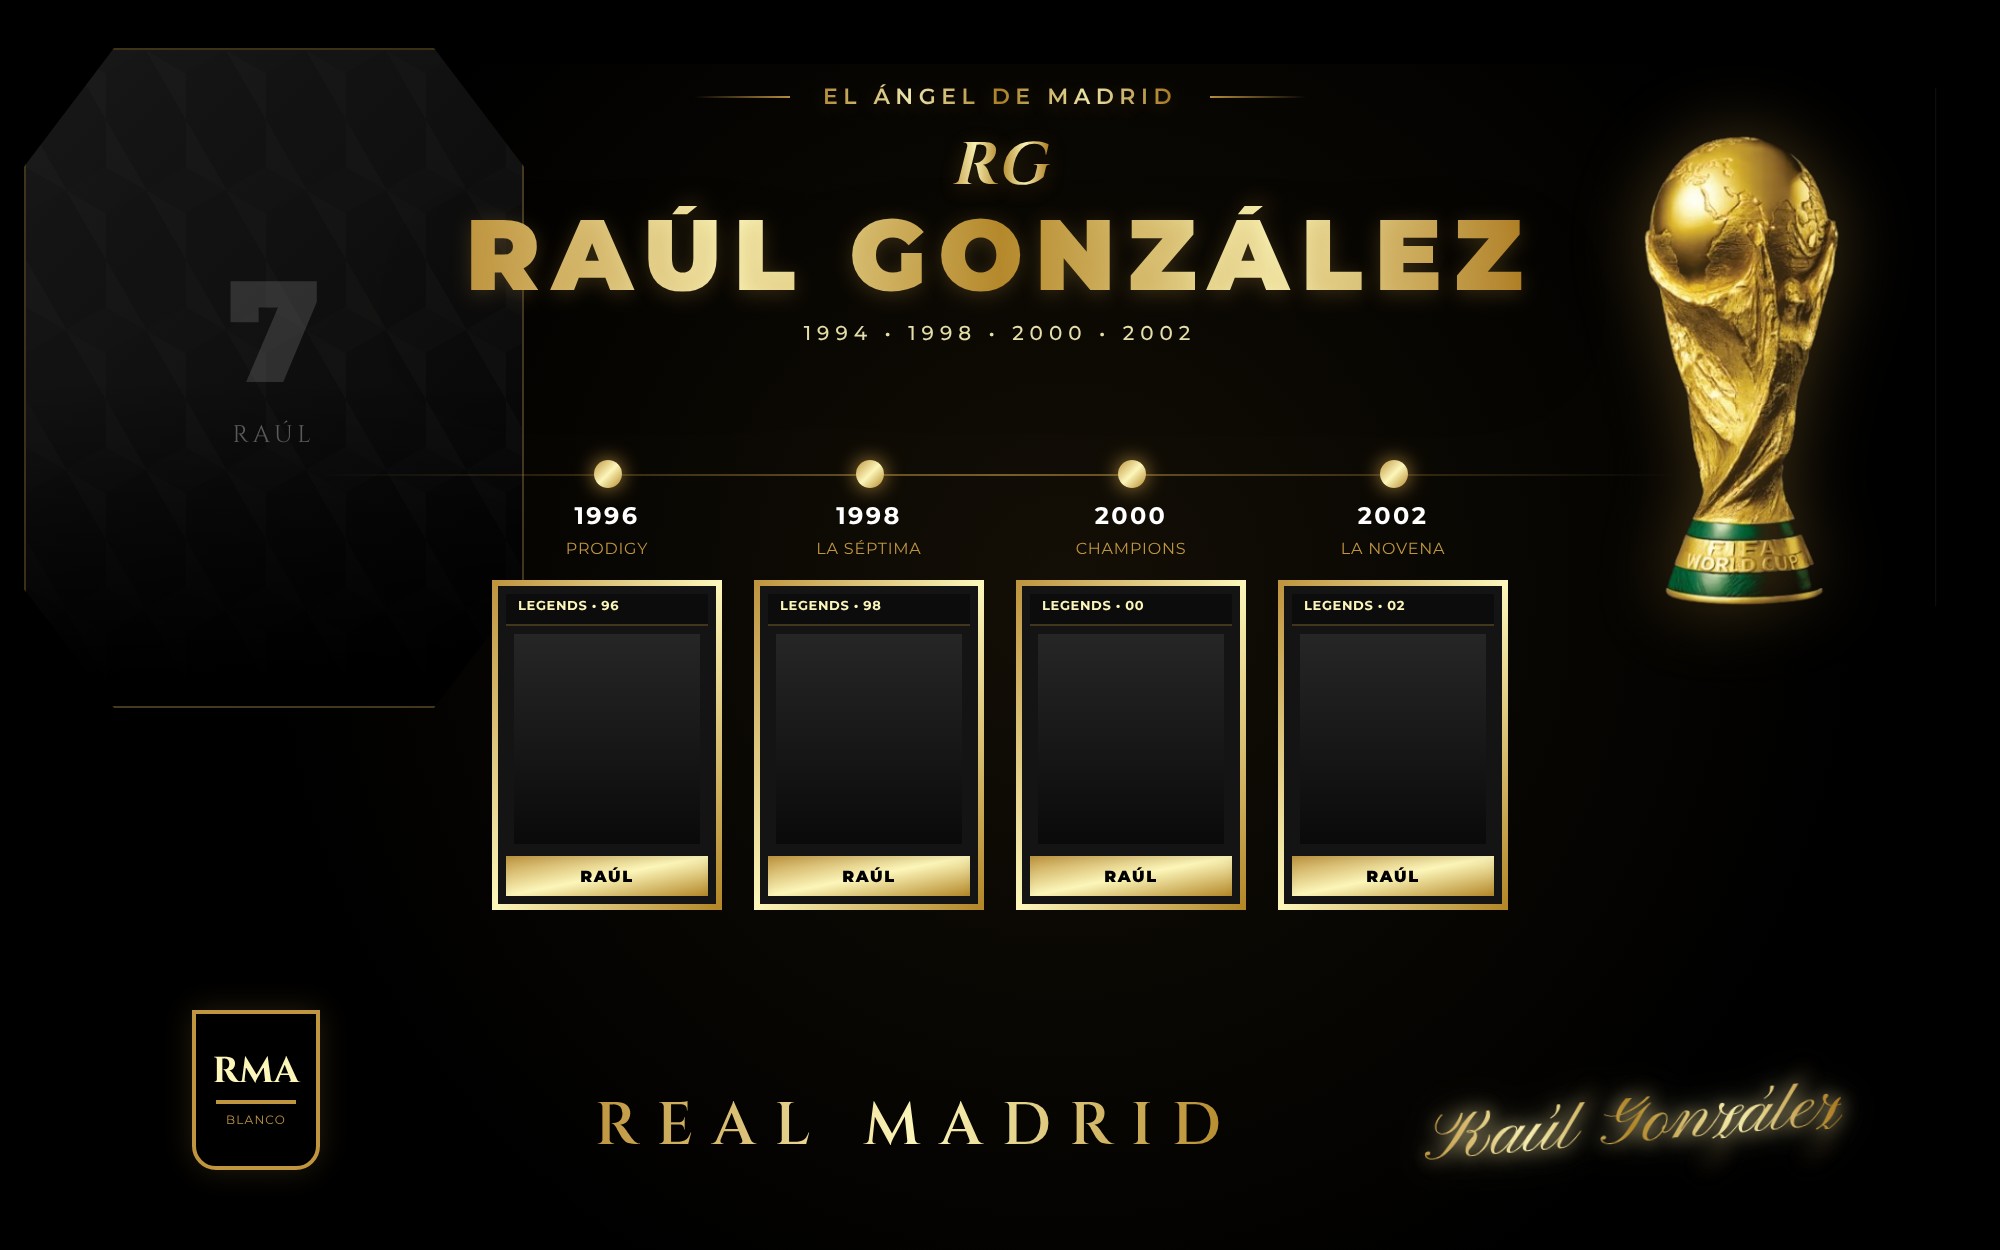 EL ÁNGEL DE MADRID
RG
RAÚL GONZÁLEZ
1994 • 1998 • 2000 • 2002
7
RAÚL
1996
PRODIGY
1998
LA SÉPTIMA
2000
CHAMPIONS
2002
LA NOVENA
FIFA
WORLD CUP
LEGENDS • 96
RAÚL
LEGENDS • 98
RAÚL
LEGENDS • 00
RAÚL
LEGENDS • 02
RAÚL
RMA
BLANCO
REAL MADRID
Raúl González